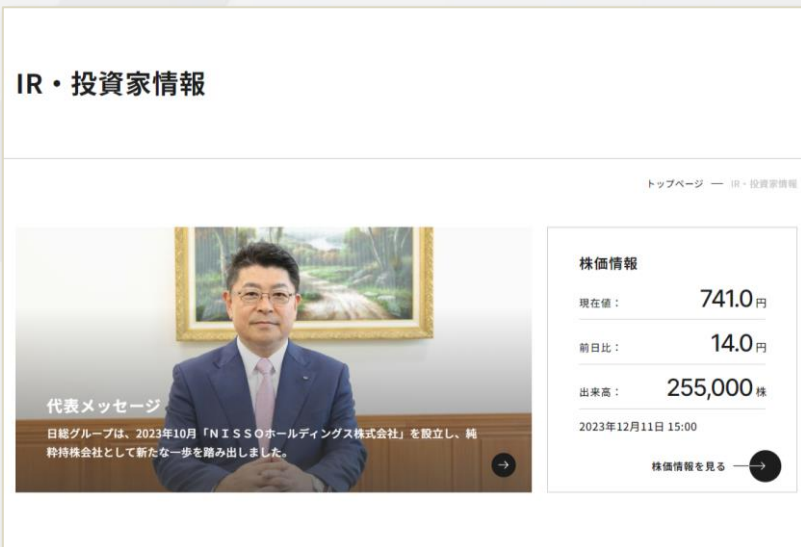 IR・投資家情報
トップページ — IR・投資家情報
代表メッセージ
日総グループは、2023年10月「ＮＩＳＳＯホールディングス株式会社」を設立し、純
粋持株会社として新たな一歩を踏み出しました。
株価情報
現在値： 741.0 円
前日比： 14.0 円
出来高： 255,000 株
2023年12月11日 15:00
株価情報を見る